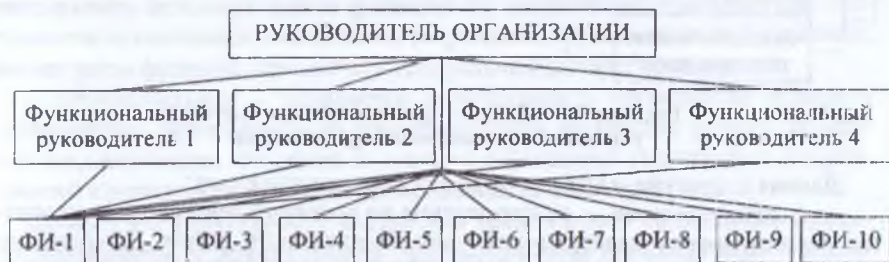 РУКОВОДИТЕЛЬ ОРГАНИЗАЦИИ
Функциональный руководитель 1
Функциональный руководитель 2
Функциональный руководитель 3
Функциональный руководитель 4
ФИ-1 ФИ-2 ФИ-3 ФИ-4 ФИ-5 ФИ-6 ФИ-7 ФИ-8 ФИ-9 ФИ-10